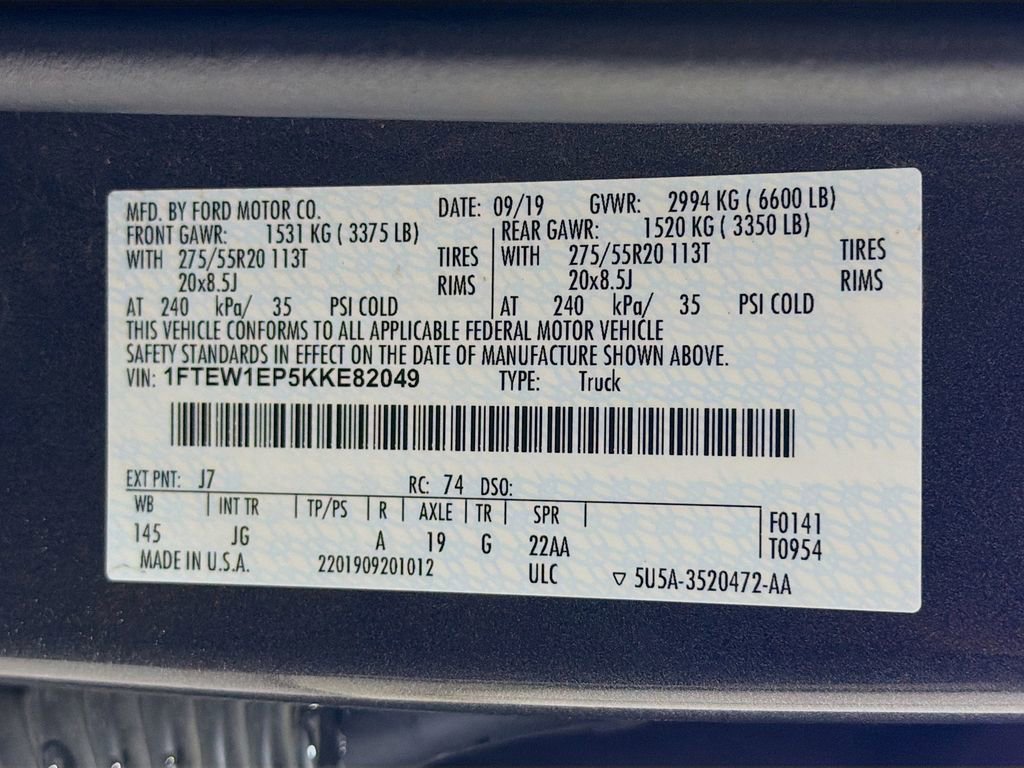 MFD. BY FORD MOTOR CO. DATE: 09/19 GVWR: 2994 KG ( 6600 LB)
FRONT GAWR: 1531 KG ( 3375 LB) REAR GAWR: 1520 KG ( 3350 LB)
WITH 275/55R20 113T TIRES WITH 275/55R20 113T TIRES
20x8.5J RIMS 20x8.5J RIMS
AT 240 kPa/ 35 PSI COLD AT 240 kPa/ 35 PSI COLD
THIS VEHICLE CONFORMS TO ALL APPLICABLE FEDERAL MOTOR VEHICLE
SAFETY STANDARDS IN EFFECT ON THE DATE OF MANUFACTURE SHOWN ABOVE.
VIN: 1FTEW1EP5KKE82049 TYPE: Truck
EXT PNT: J7 RC: 74 DSO:
WB INT TR TP/PS R AXLE TR SPR F0141
145 JG A 19 G 22AA T0954
MADE IN U.S.A. 2201909201012 ULC ▽ 5U5A-3520472-AA